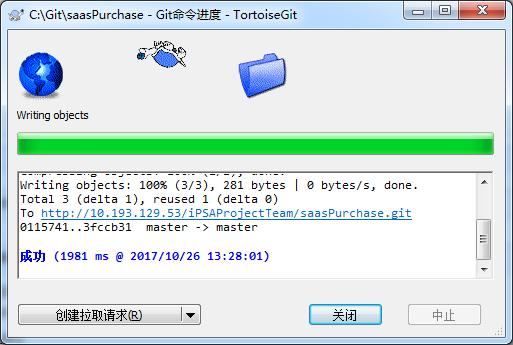 C:\Git\saasPurchase - Git命令进度 - TortoiseGit
Writing objects
Writing objects: 100% (3/3), 281 bytes | 0 bytes/s, done.
Total 3 (delta 1), reused 1 (delta 0)
To http://10.193.129.53/iPSAProjectTeam/saasPurchase.git
0115741..3fccb31  master -> master
成功 (1981 ms @ 2017/10/26 13:28:01)
创建拉取请求(R)
关闭
中止